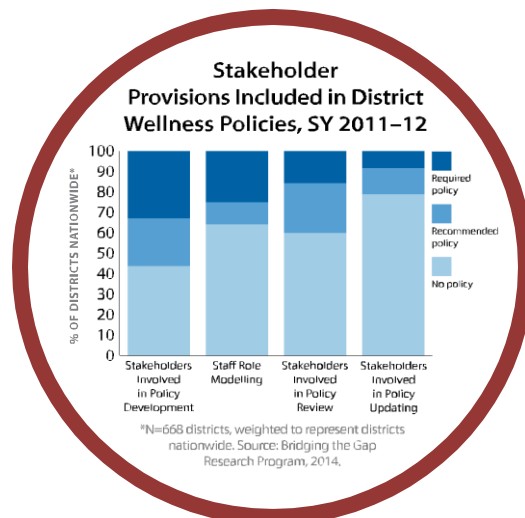 Stakeholder
Provisions Included in District
Wellness Policies, SY 2011–12
% OF DISTRICTS NATIONWIDE*
100
90
80
70
60
50
40
30
20
10
0
Required
policy
Recommended
policy
No policy
Stakeholders
Involved
in Policy
Development
Staff Role
Modelling
Stakeholders
Involved
in Policy
Review
Stakeholders
Involved
in Policy
Updating
*N=668 districts, weighted to represent districts
nationwide. Source: Bridging the Gap
Research Program, 2014.